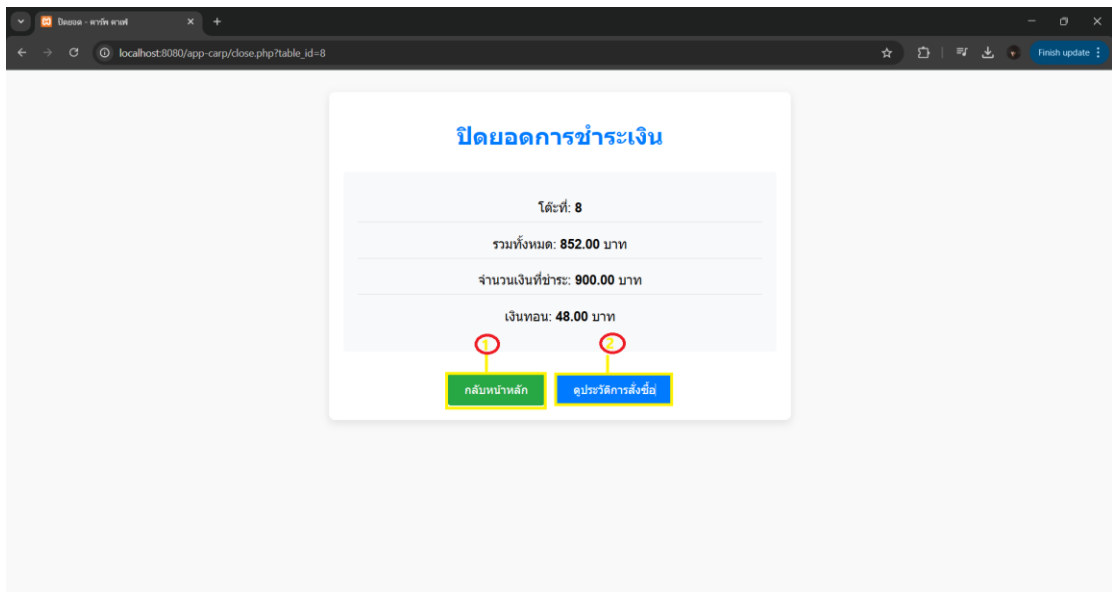 ปิดยอด - คาร์พ คาเฟ่
localhost:8080/app-carp/close.php?table_id=8
Finish update
ปิดยอดการชำระเงิน
โต๊ะที่: 8
รวมทั้งหมด: 852.00 บาท
จำนวนเงินที่ชำระ: 900.00 บาท
เงินทอน: 48.00 บาท
1 2
กลับหน้าหลัก ดูประวัติการสั่งซื้อ